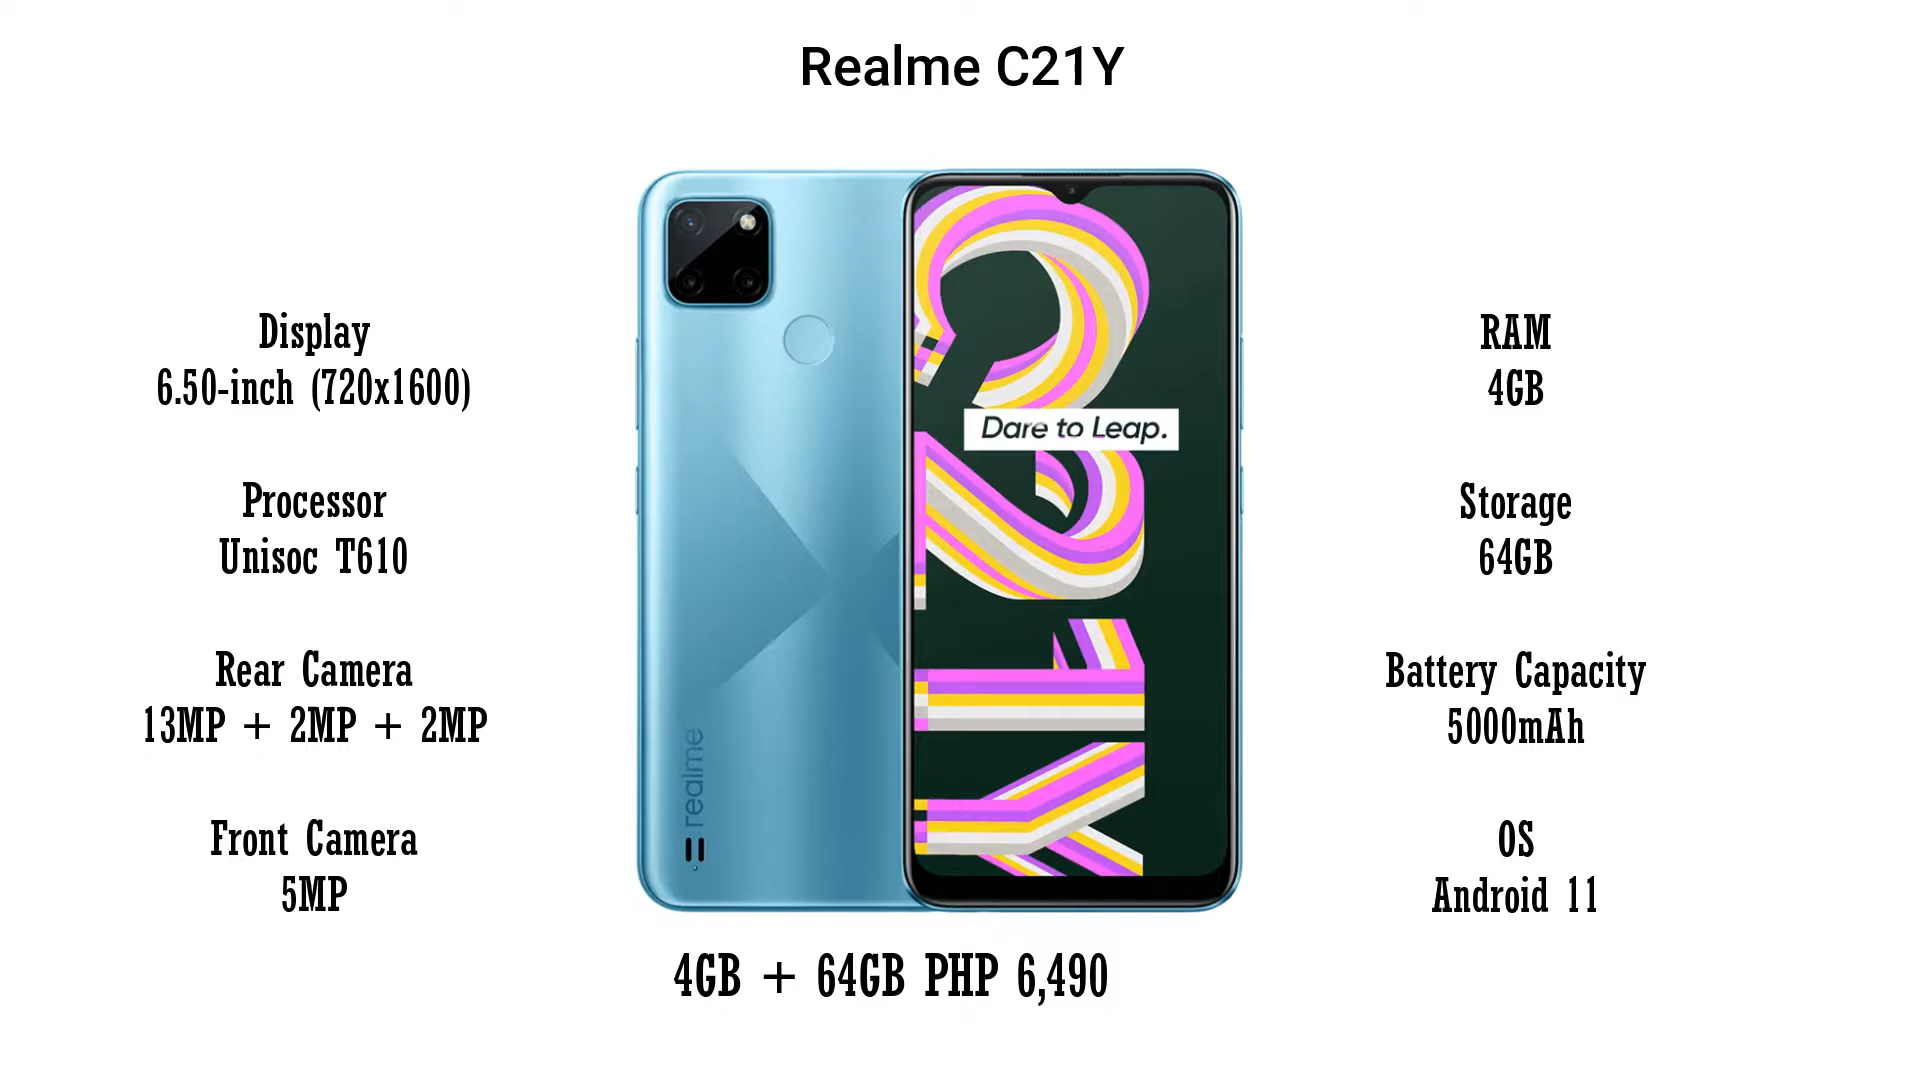 Realme C21Y
Display
6.50-inch (720x1600)
Processor
Unisoc T610
Rear Camera
13MP + 2MP + 2MP
Front Camera
5MP
realme
C21Y
Dare to Leap.
RAM
4GB
Storage
64GB
Battery Capacity
5000mAh
OS
Android 11
4GB + 64GB PHP 6,490